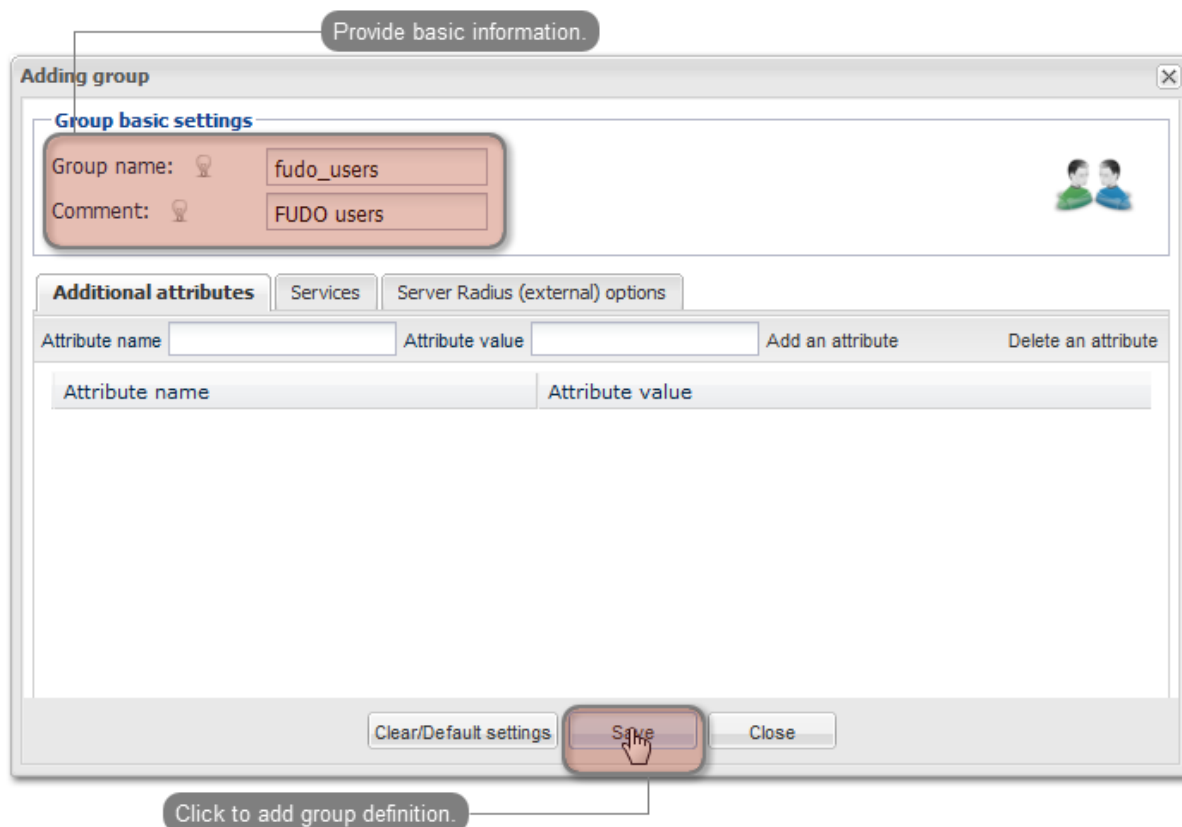 Provide basic information.
Adding group
Group basic settings
Group name: fudo_users
Comment: FUDO users
Additional attributes Services Server Radius (external) options
Attribute name Attribute value Add an attribute Delete an attribute
Attribute name Attribute value
Clear/Default settings Save Close
Click to add group definition.